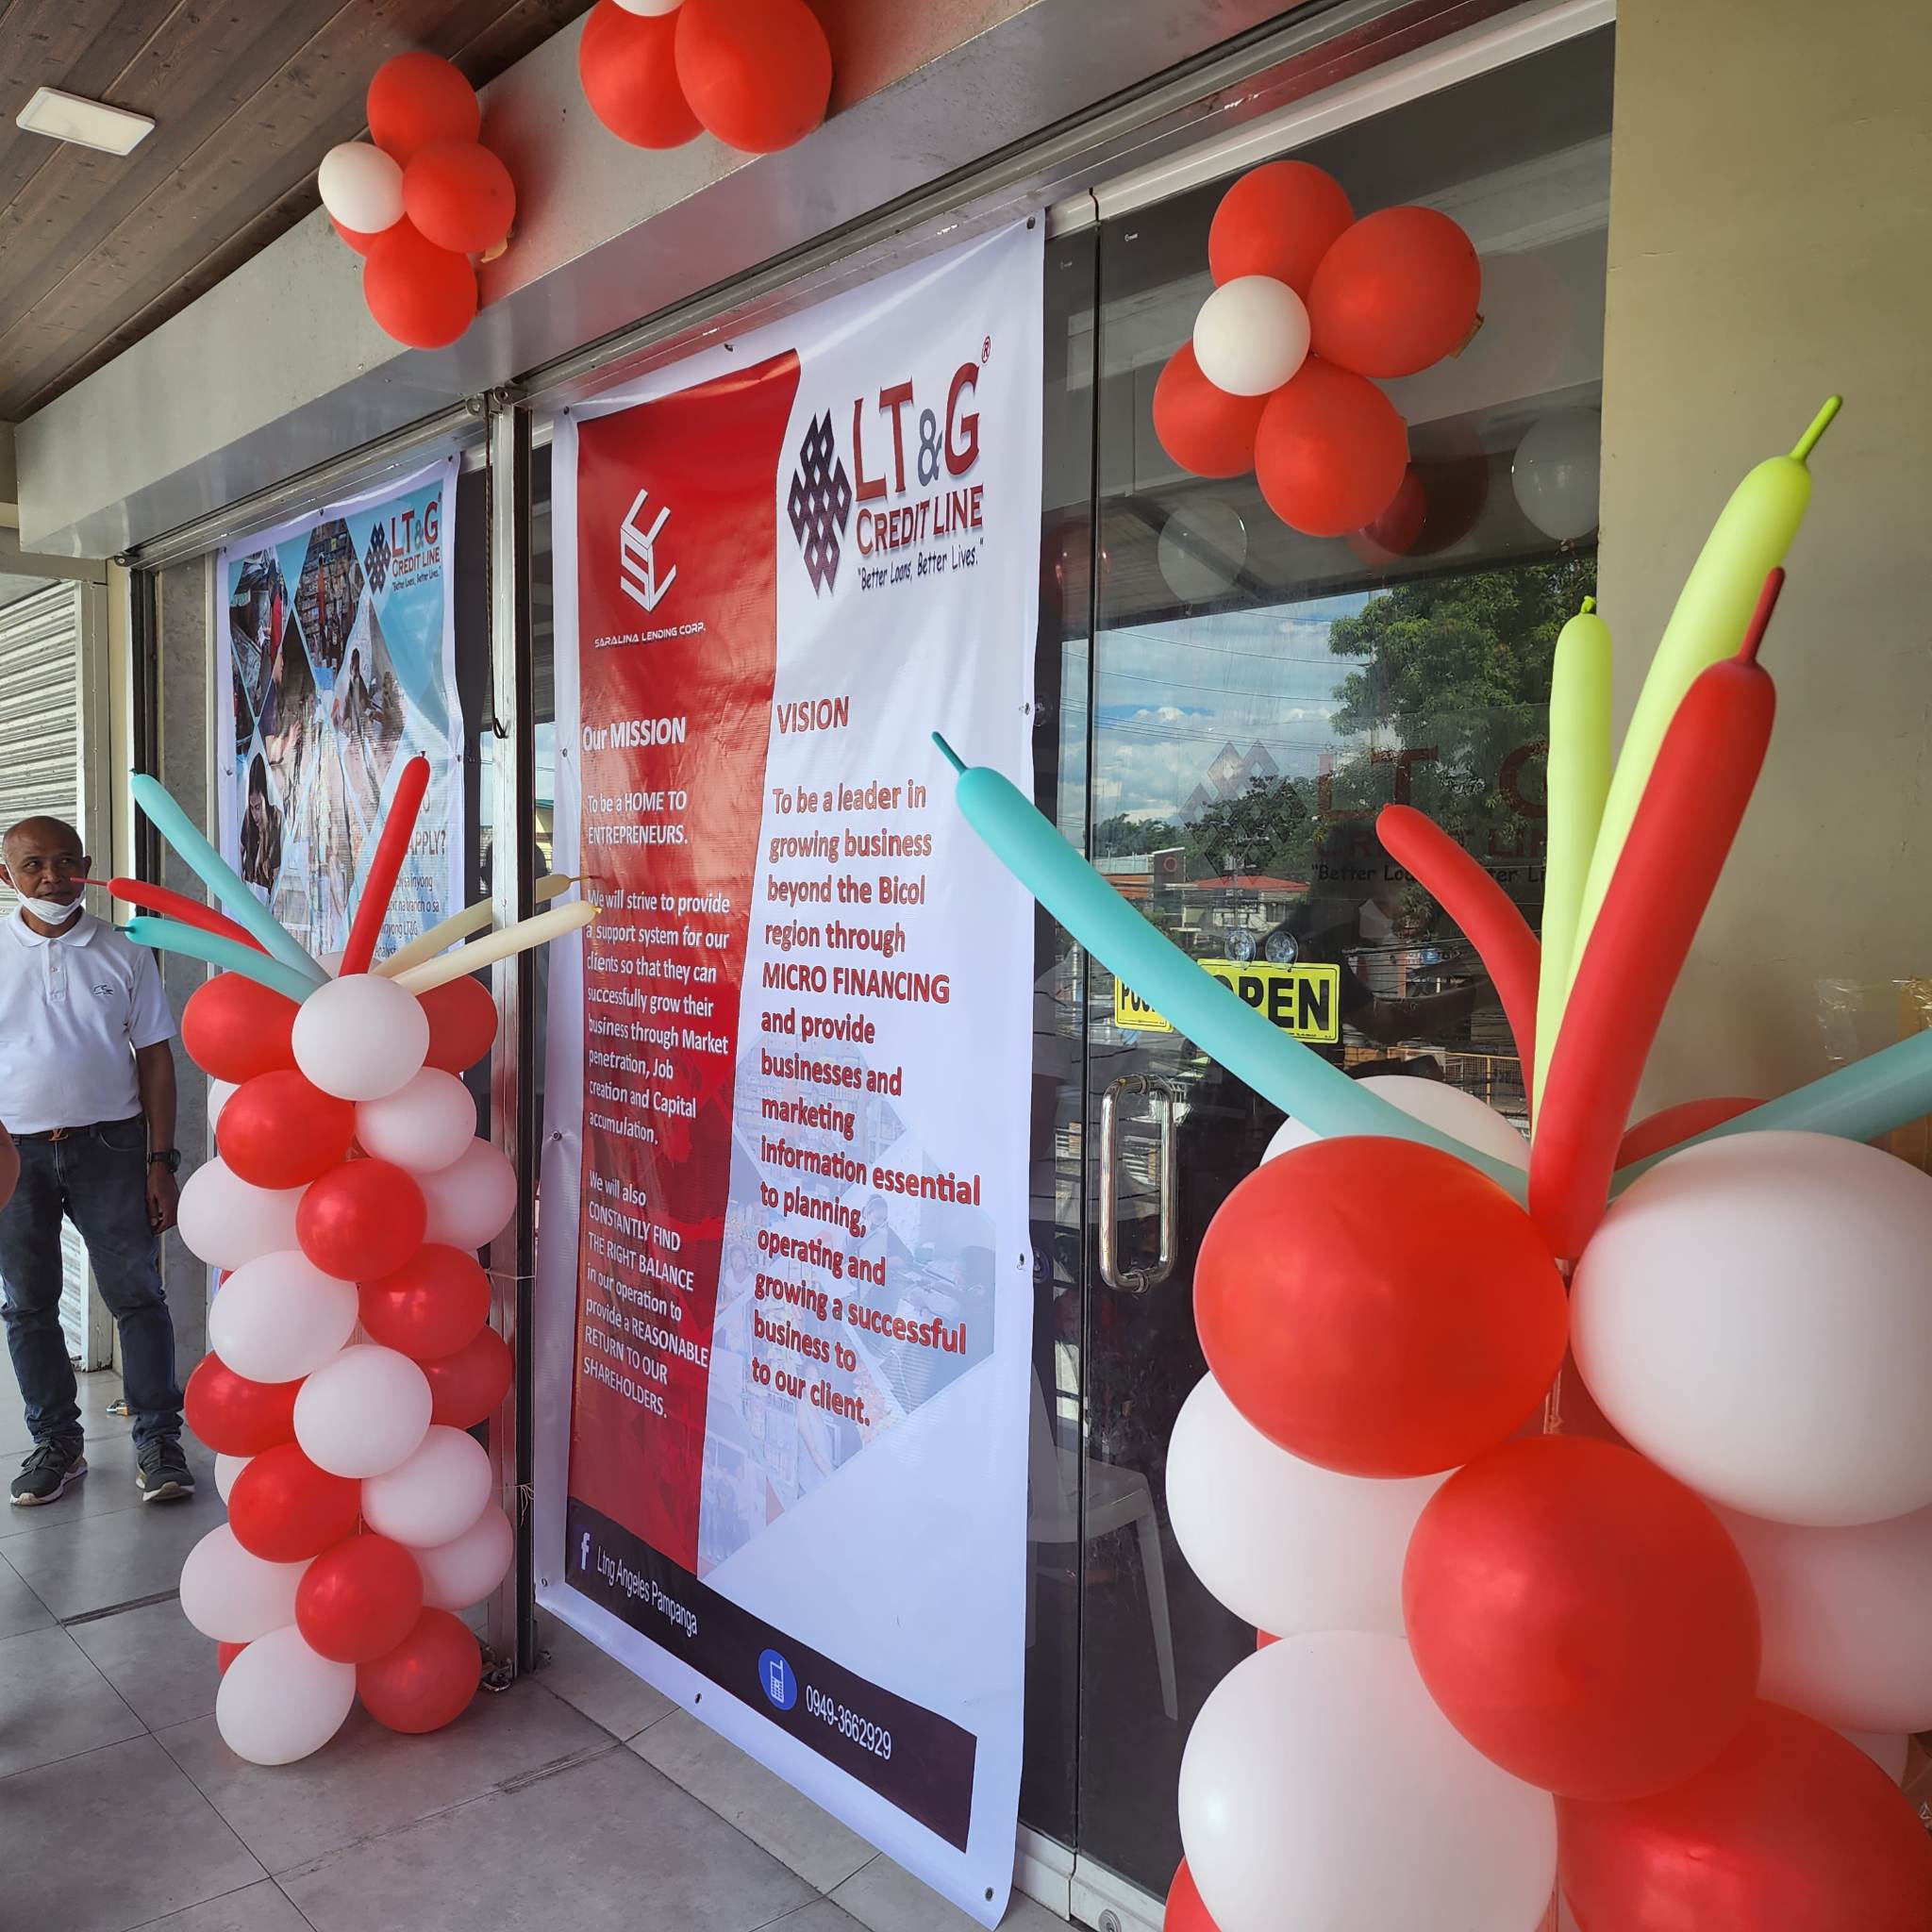 LT&G®
CREDIT LINE
"Better Loans, Better Lives."
APPLY?
LT&G®
CREDIT LINE
"Better Loans, Better Lives."
SARALINA LENDING CORP.
Our MISSION
To be a HOME TO
ENTREPRENEURS.
We will strive to provide
a support system for our
clients so that they can
successfully grow their
business through Market
penetration, Job
creation and Capital
accumulation.
We will also
CONSTANTLY FIND
THE RIGHT BALANCE
in our operation to
provide a REASONABLE
RETURN TO OUR
SHAREHOLDERS.
VISION
To be a leader in
growing business
beyond the Bicol
region through
MICRO FINANCING
and provide
businesses and
marketing
information essential
to planning,
operating and
growing a successful
business to
to our client.
Ltng Angeles Pampanga
0949-3662929
OPEN